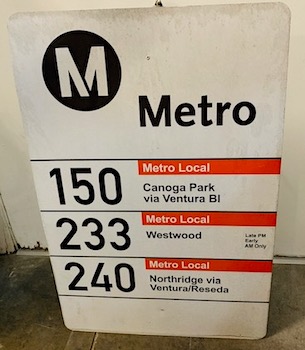 M
Metro
Metro Local
150
Canoga Park
via Ventura Bl
Metro Local
233
Westwood
Late PM
Early
AM Only
Metro Local
240
Northridge via
Ventura/Reseda